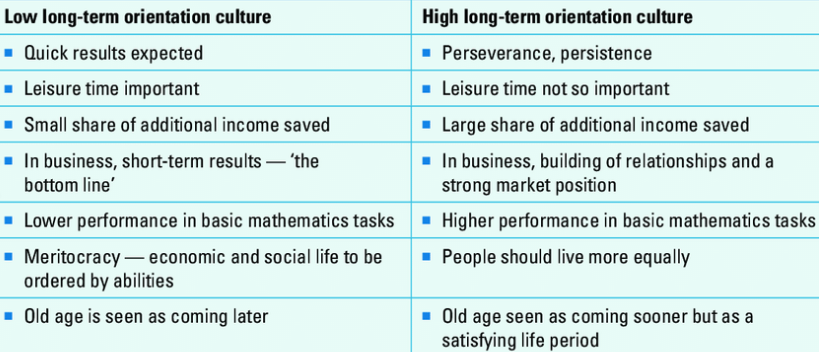 Low long-term orientation culture
High long-term orientation culture
■ Quick results expected
■ Perseverance, persistence
■ Leisure time important
■ Leisure time not so important
■ Small share of additional income saved
■ Large share of additional income saved
■ In business, short-term results — ‘the
bottom line’
■ In business, building of relationships and a
strong market position
■ Lower performance in basic mathematics tasks
■ Higher performance in basic mathematics tasks
■ Meritocracy — economic and social life to be
ordered by abilities
■ People should live more equally
■ Old age is seen as coming later
■ Old age seen as coming sooner but as a
satisfying life period